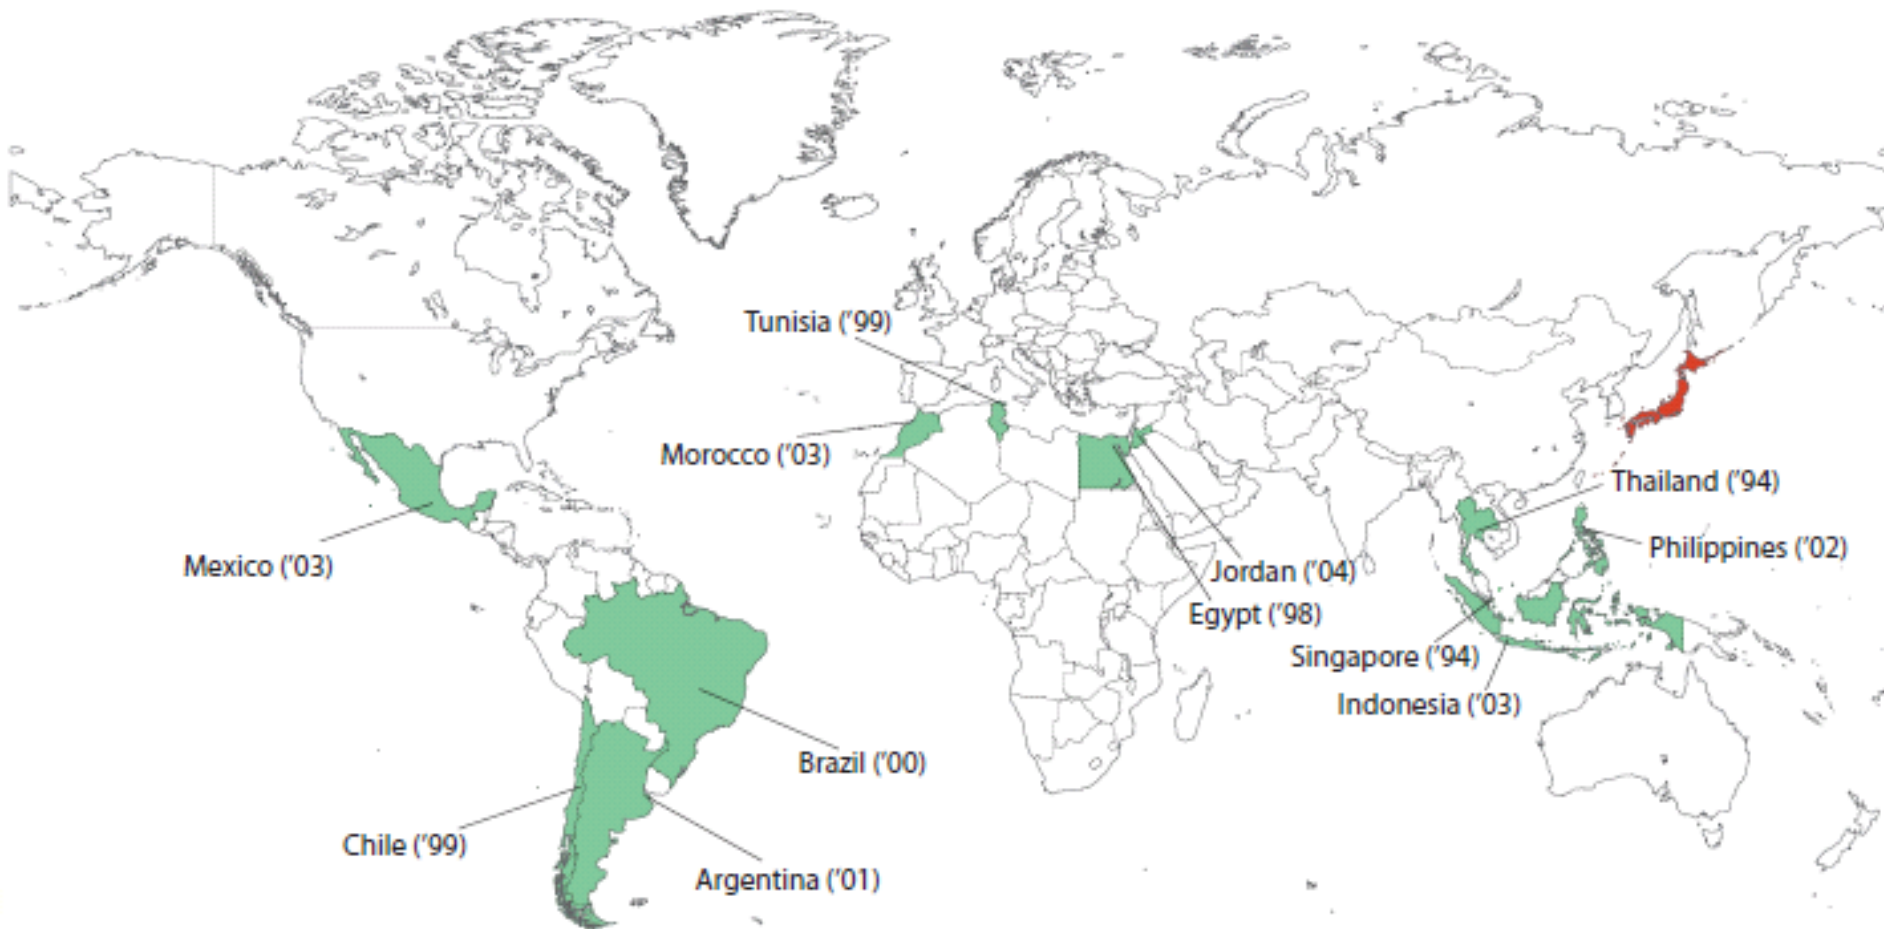 Tunisia ('99)
Morocco ('03)
Thailand ('94)
Philippines ('02)
Mexico ('03)
Jordan ('04)
Egypt ('98)
Singapore ('94)
Indonesia ('03)
Brazil ('00)
Chile ('99)
Argentina ('01)